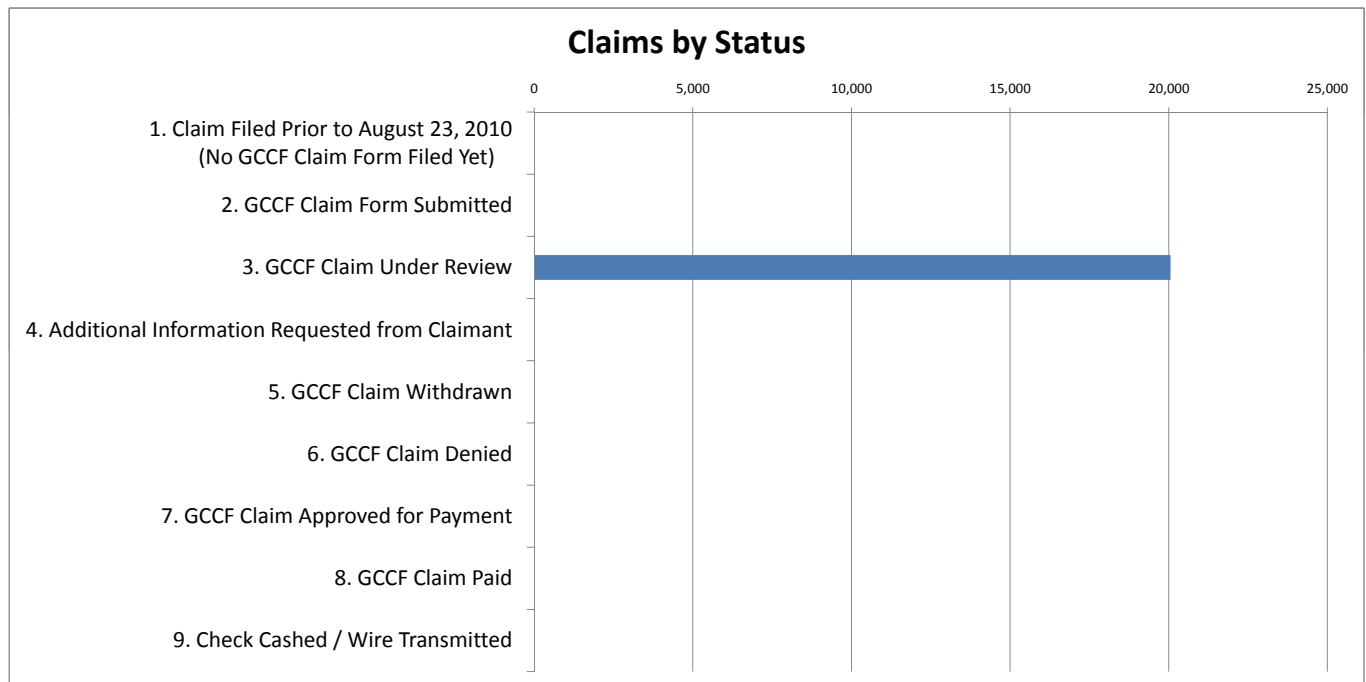 Claims by Status
0 5,000 10,000 15,000 20,000 25,000
1. Claim Filed Prior to August 23, 2010
(No GCCF Claim Form Filed Yet)
2. GCCF Claim Form Submitted
3. GCCF Claim Under Review
4. Additional Information Requested from Claimant
5. GCCF Claim Withdrawn
6. GCCF Claim Denied
7. GCCF Claim Approved for Payment
8. GCCF Claim Paid
9. Check Cashed / Wire Transmitted